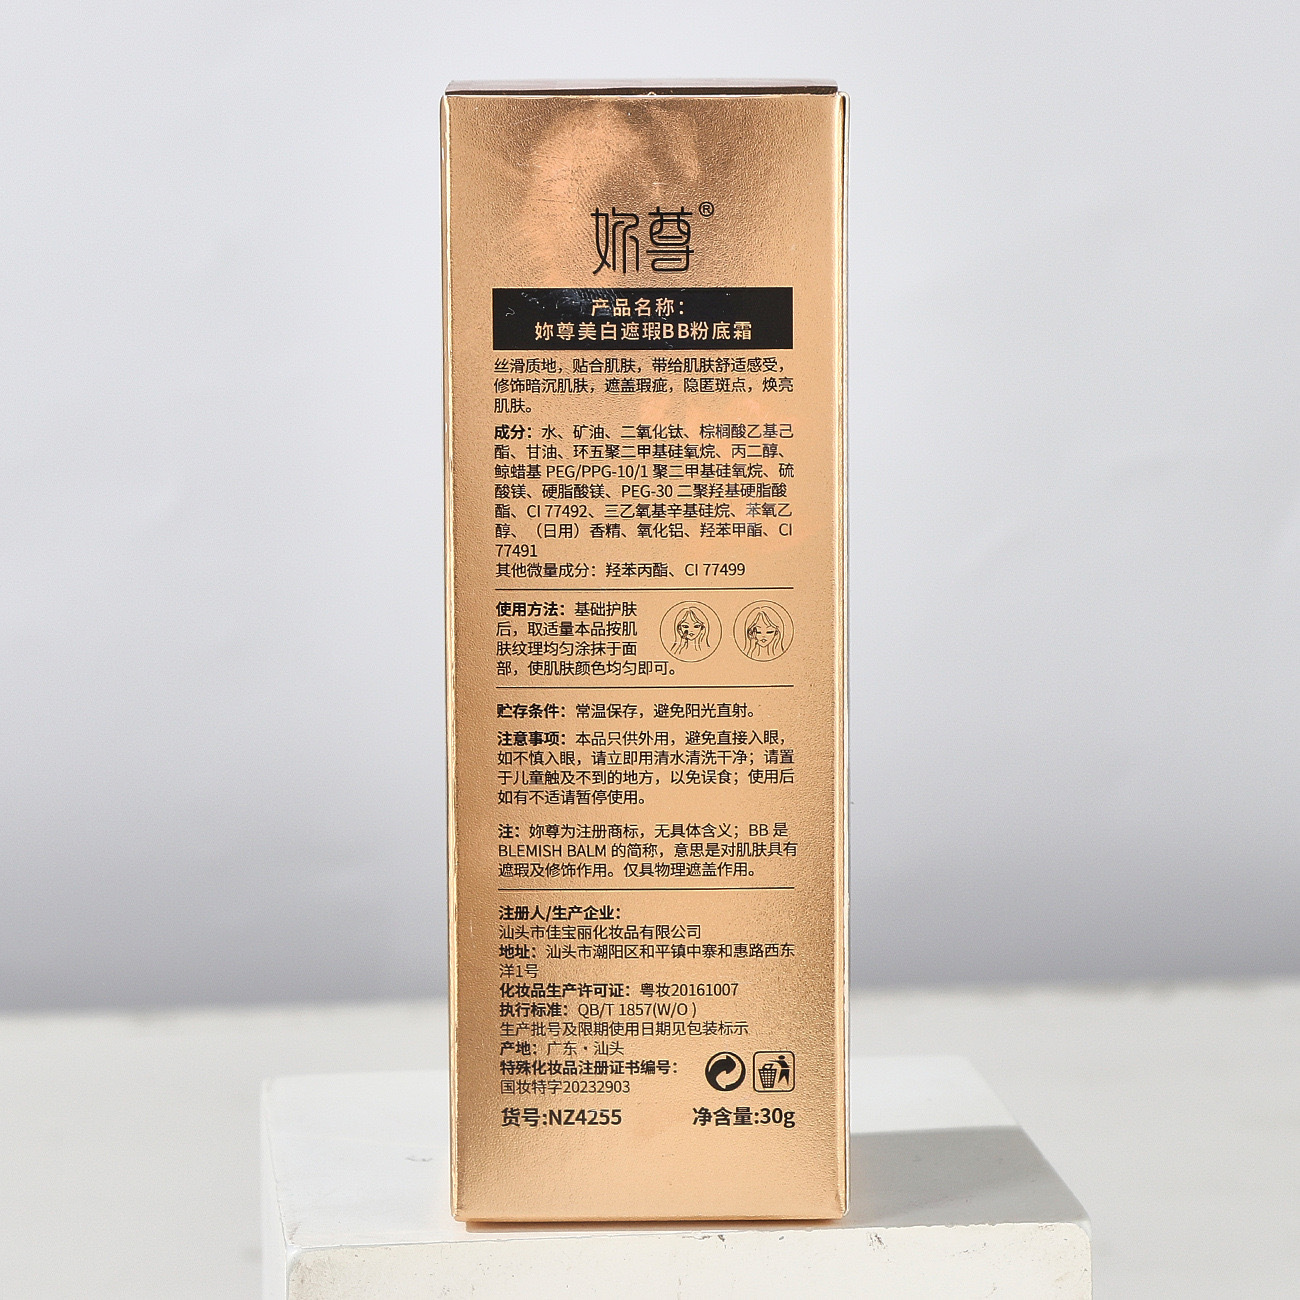 妳尊®
产品名称：
妳尊美白遮瑕BB粉底霜
丝滑质地，贴合肌肤，带给肌肤舒适感受，
修饰暗沉肌肤，遮盖瑕疵，隐匿斑点，焕亮
肌肤。
成分：水、矿油、二氧化钛、棕榈酸乙基己
酯、甘油、环五聚二甲基硅氧烷、丙二醇、
鲸蜡基 PEG/PPG-10/1 聚二甲基硅氧烷、硫
酸镁、硬脂酸镁、PEG-30 二聚羟基硬脂酸
酯、CI 77492、三乙氧基辛基硅烷、苯氧乙
醇、（日用）香精、氧化铝、羟苯甲酯、CI
77491
其他微量成分：羟苯丙酯、CI 77499
使用方法：基础护肤
后，取适量本品按肌
肤纹理均匀涂抹于面
部，使肌肤颜色均匀即可。
贮存条件：常温保存，避免阳光直射。
注意事项：本品只供外用，避免直接入眼，
如不慎入眼，请立即用清水清洗干净；请置
于儿童触及不到的地方，以免误食；使用后
如有不适请暂停使用。
注：妳尊为注册商标，无具体含义；BB 是
BLEMISH BALM 的简称，意思是对肌肤具有
遮瑕及修饰作用。仅具物理遮盖作用。
注册人/生产企业：
汕头市佳宝丽化妆品有限公司
地址：汕头市潮阳区和平镇中寨和惠路西东
洋1号
化妆品生产许可证：粤妆20161007
执行标准：QB/T 1857(W/O )
生产批号及限期使用日期见包装标示
产地：广东·汕头
特殊化妆品注册证书编号：
国妆特字20232903
货号:NZ4255 净含量:30g